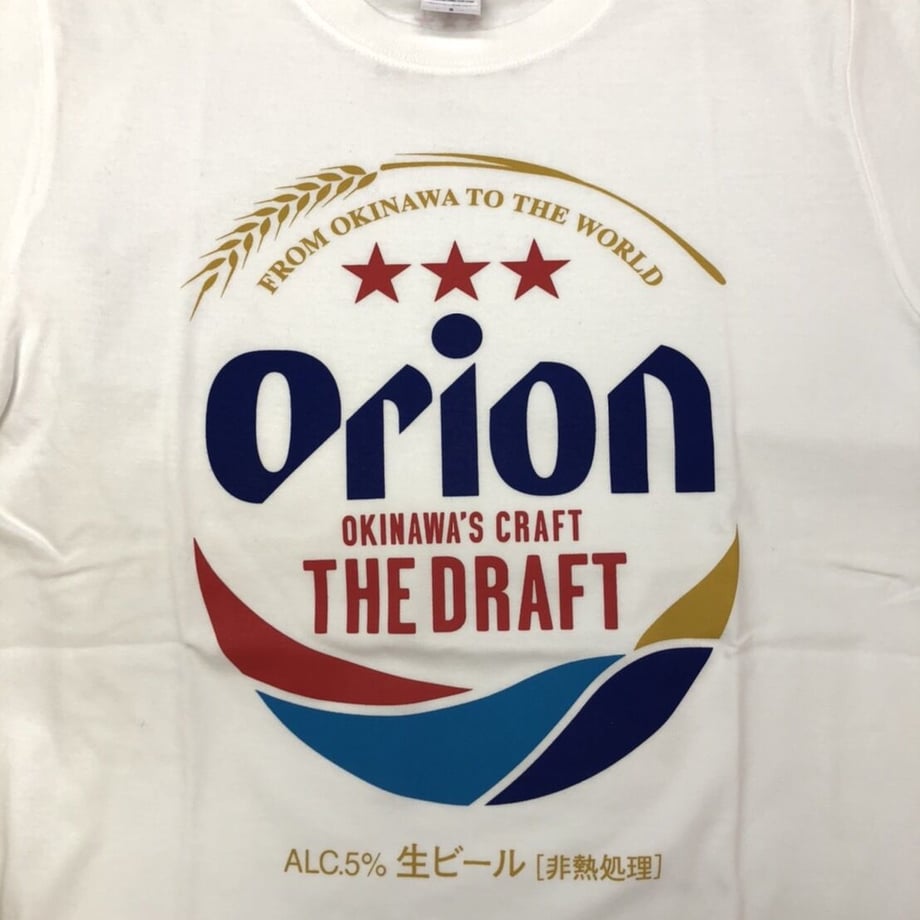 FROM OKINAWA TO THE WORLD
Orion
OKINAWA'S CRAFT
THE DRAFT
ALC.5% 生ビール [非熱処理]